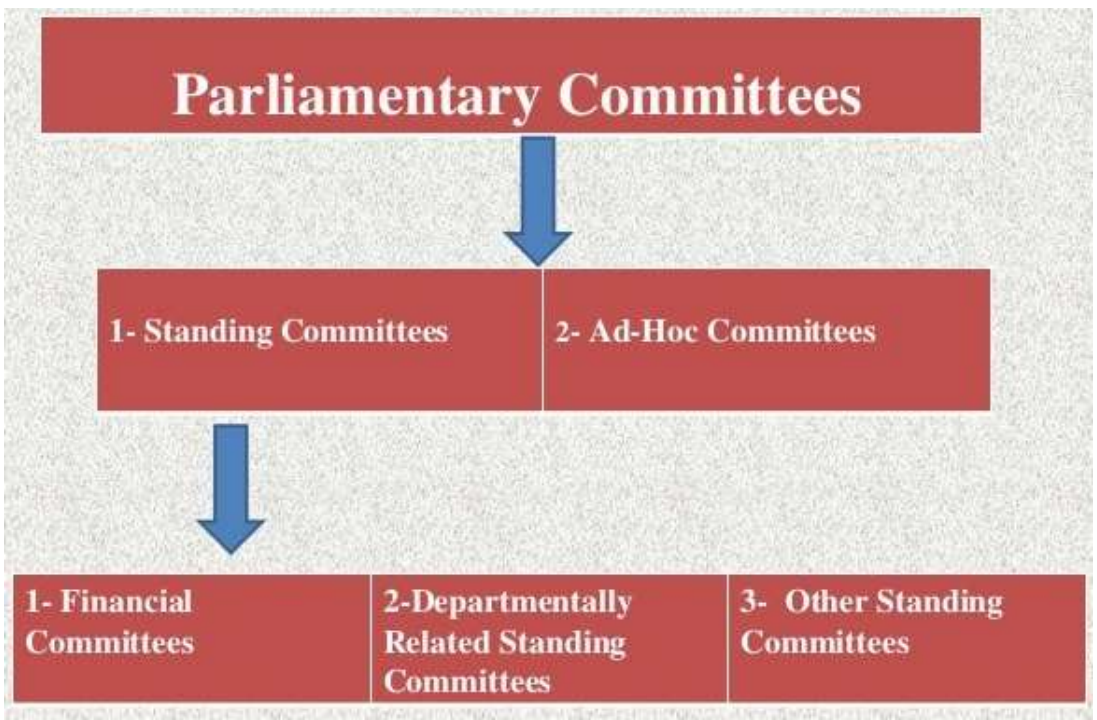 Parliamentary Committees
1- Standing Committees
2- Ad-Hoc Committees
1- Financial
Committees
2-Departmentally
Related Standing
Committees
3- Other Standing
Committees